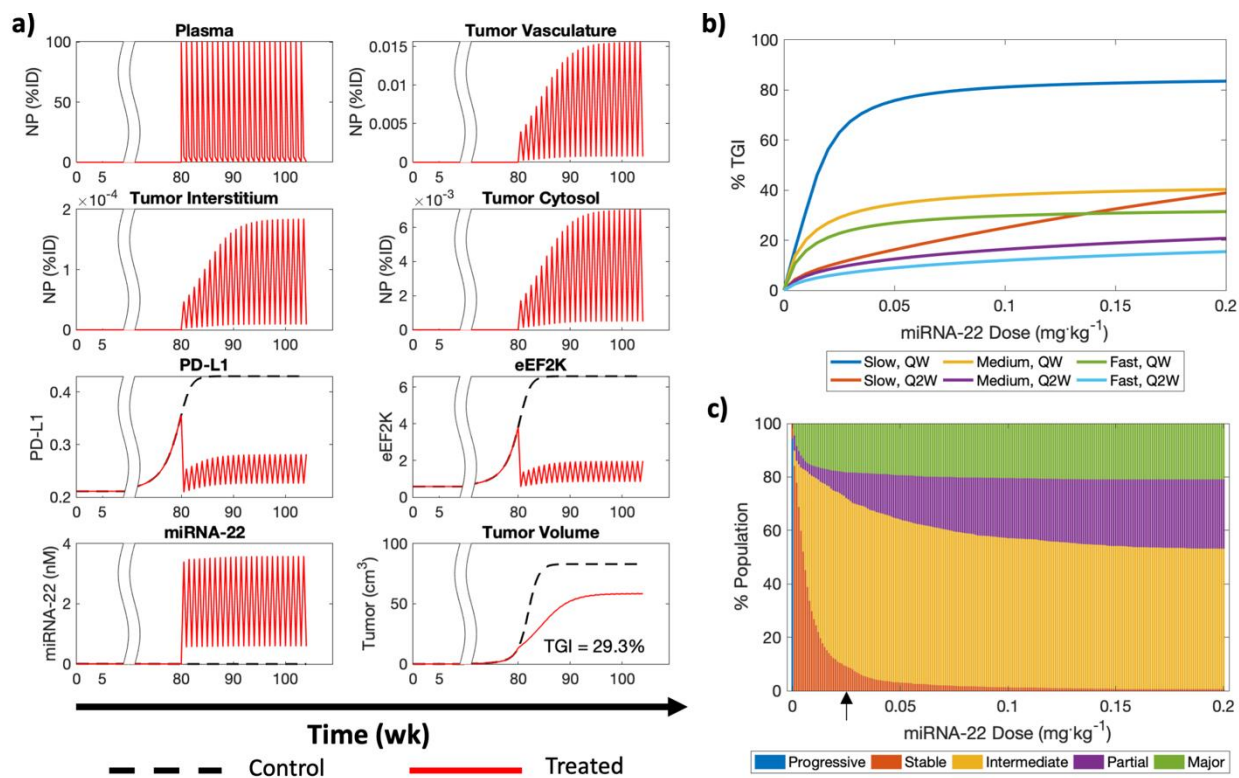 a)
Plasma
NP (%ID)
100
50
0
0 5 80 90 100
Tumor Vasculature
NP (%ID)
0.015
0.01
0.005
0
0 5 80 90 100
Tumor Interstitium
×10⁻⁴
NP (%ID)
2
1
0
0 5 80 90 100
Tumor Cytosol
×10⁻³
NP (%ID)
6
4
2
0
0 5 80 90 100
PD-L1
PD-L1
0.4
0.3
0.2
0 5 80 90 100
eEF2K
eEF2K
6
4
2
0
0 5 80 90 100
miRNA-22
miRNA-22 (nM)
4
2
0
0 5 80 90 100
Tumor Volume
Tumor (cm³)
100
50
0
TGI = 29.3%
0 5 80 90 100
Time (wk)
Control
Treated
b)
% TGI
100
80
60
40
20
0
0 0.05 0.1 0.15 0.2
miRNA-22 Dose (mg·kg⁻¹)
Slow, QW Medium, QW Fast, QW
Slow, Q2W Medium, Q2W Fast, Q2W
c)
% Population
100
80
60
40
20
0
0 0.05 0.1 0.15 0.2
miRNA-22 Dose (mg·kg⁻¹)
Progressive Stable Intermediate Partial Major